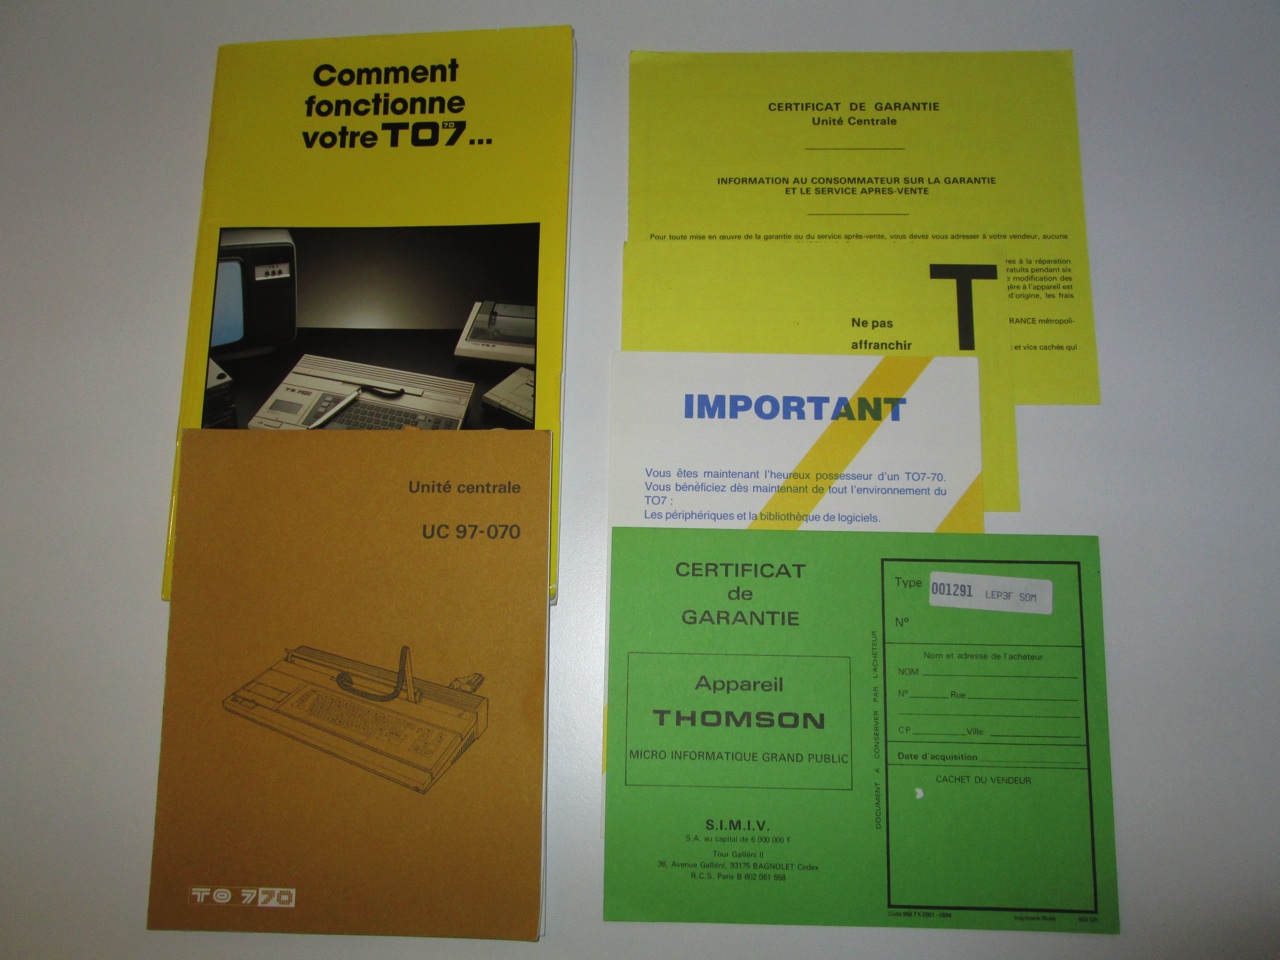 Comment
fonctionne
votre TO7 70...
Unité centrale
UC 97-070
TO 770
CERTIFICAT DE GARANTIE
Unité Centrale
INFORMATION AU CONSOMMATEUR SUR LA GARANTIE
ET LE SERVICE APRES-VENTE
Pour toute mise en œuvre de la garantie ou du service après-vente, vous devez vous adresser à votre vendeur, aucune
res à la réparation
ratuits pendant six
modification des
gère à l'appareil est
d'origine, les frais
RANCE métropoli-
et vice cachés qui
T
Ne pas
affranchir
IMPORTANT
Vous êtes maintenant l'heureux possesseur d'un TO7-70.
Vous bénéficiez dès maintenant de tout l'environnement du
TO7 :
Les périphériques et la bibliothèque de logiciels.
CERTIFICAT
de
GARANTIE
Appareil
THOMSON
MICRO INFORMATIQUE GRAND PUBLIC
S.I.M.I.V.
S.A. au capital de 6 000 000 F
Tour Galliéni II
36, Avenue Galliéni, 93175 BAGNOLET Cedex
R.C.S. Paris B 602 061 558
DOCUMENT A CONSERVER PAR L'ACHETEUR
Type 001291 LEP3F SDM
N°
Nom et adresse de l'acheteur
NOM
N° Rue
CP Ville
Date d'acquisition
CACHET DU VENDEUR